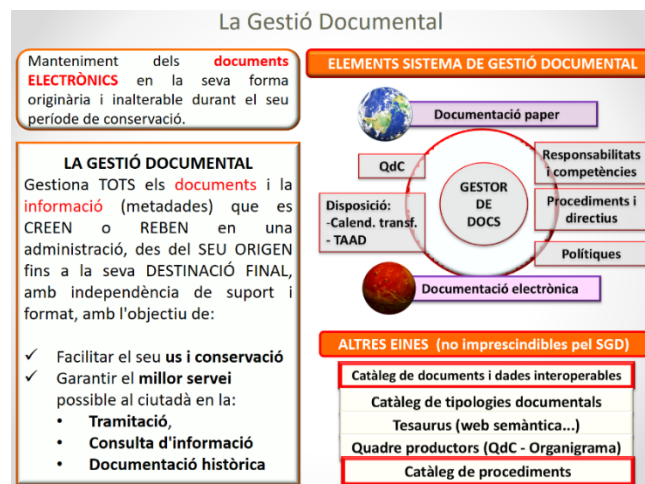 La Gestió Documental
Manteniment dels documents
ELECTRÒNICS en la seva forma
originària i inalterable durant el seu
període de conservació.
LA GESTIÓ DOCUMENTAL
Gestiona TOTS els documents i la
informació (metadades) que es
CREEN o REBEN en una
administració, des del SEU ORIGEN
fins a la seva DESTINACIÓ FINAL,
amb independència de suport i
format, amb l'objectiu de:
✓ Facilitar el seu us i conservació
✓ Garantir el millor servei
possible al ciutadà en la:
• Tramitació,
• Consulta d'informació
• Documentació històrica
ELEMENTS SISTEMA DE GESTIÓ DOCUMENTAL
Documentació paper
QdC
Disposició:
-Calend. transf.
- TAAD
GESTOR
DE
DOCS
Responsabilitats
i competències
Procediments i
directius
Polítiques
Documentació electrònica
ALTRES EINES (no imprescindibles pel SGD)
Catàleg de documents i dades interoperables
Catàleg de tipologies documentals
Tesaurus (web semàntica...)
Quadre productors (QdC - Organigrama)
Catàleg de procediments